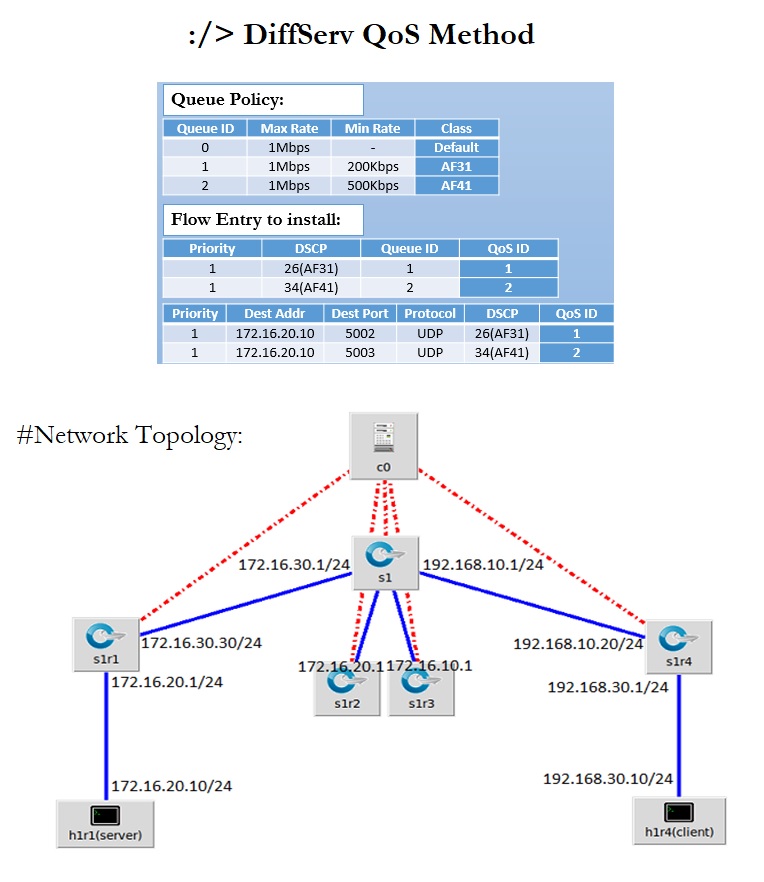 :/> DiffServ QoS Method
Queue Policy:
Queue ID Max Rate Min Rate Class
0 1Mbps - Default
1 1Mbps 200Kbps AF31
2 1Mbps 500Kbps AF41
Flow Entry to install:
Priority DSCP Queue ID QoS ID
1 26(AF31) 1 1
1 34(AF41) 2 2
Priority Dest Addr Dest Port Protocol DSCP QoS ID
1 172.16.20.10 5002 UDP 26(AF31) 1
1 172.16.20.10 5003 UDP 34(AF41) 2
#Network Topology:
c0
172.16.30.1/24 192.168.10.1/24
s1
172.16.30.30/24 192.168.10.20/24
s1r1 s1r4
172.16.20.1 172.16.10.1
172.16.20.1/24 192.168.30.1/24
s1r2 s1r3
172.16.20.10/24 192.168.30.10/24
h1r1(server) h1r4(client)